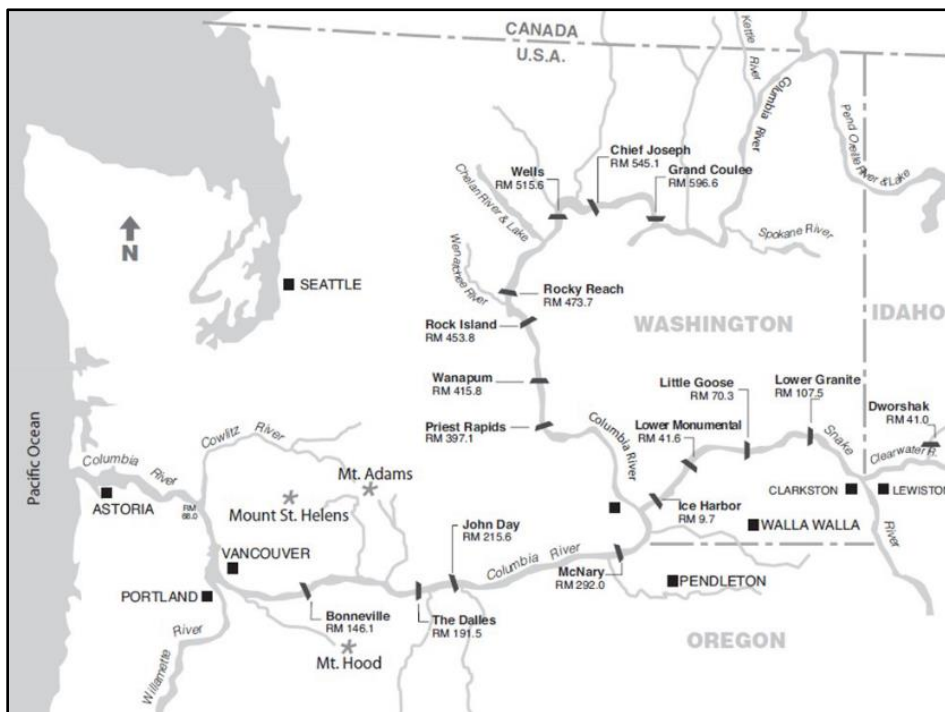 CANADA
U.S.A.
Kettle
River
Columbia
River
Pend Oreille
River & Lake
Chief Joseph
RM 545.1
Wells
RM 515.6
Grand Coulee
RM 596.6
Chelan River & Lake
Wenatchee River
Spokane River
N
SEATTLE
Rocky Reach
RM 473.7
Rock Island
RM 453.8
WASHINGTON
IDAHO
Wanapum
RM 415.8
Little Goose
RM 70.3
Lower Granite
RM 107.5
Dworshak
RM 41.0
Priest Rapids
RM 397.1
Columbia River
Lower Monumental
RM 41.6
Snake
River
Clearwater R.
Pacific Ocean
Columbia
River
Cowlitz River
Mt. Adams
ASTORIA
RM
68.0
Mount St. Helens
CLARKSTON
LEWISTON
Ice Harbor
RM 9.7
WALLA WALLA
John Day
RM 215.6
VANCOUVER
Columbia River
McNary
RM 292.0
PENDLETON
PORTLAND
Bonneville
RM 146.1
The Dalles
RM 191.5
Willamette
River
Mt. Hood
OREGON